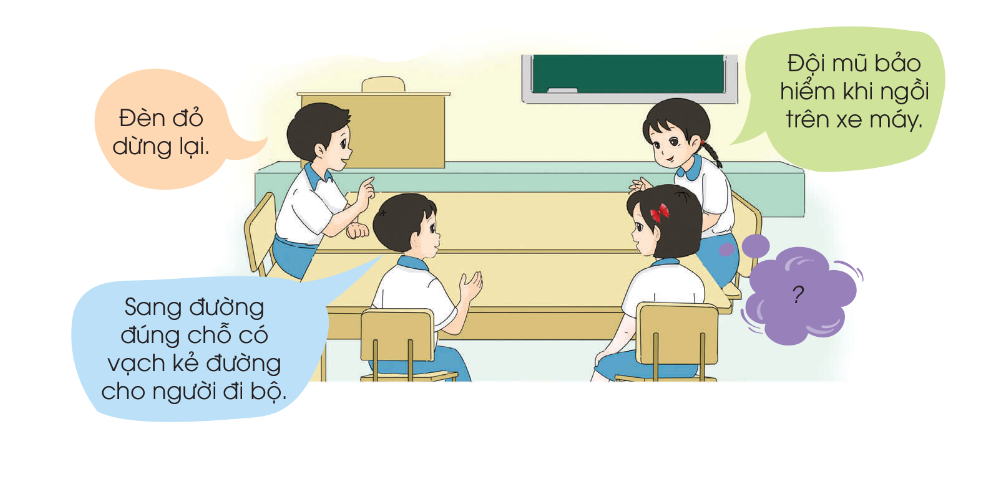 Đèn đỏ
dừng lại.
Đội mũ bảo
hiểm khi ngồi
trên xe máy.
Sang đường
đúng chỗ có
vạch kẻ đường
cho người đi bộ.
?